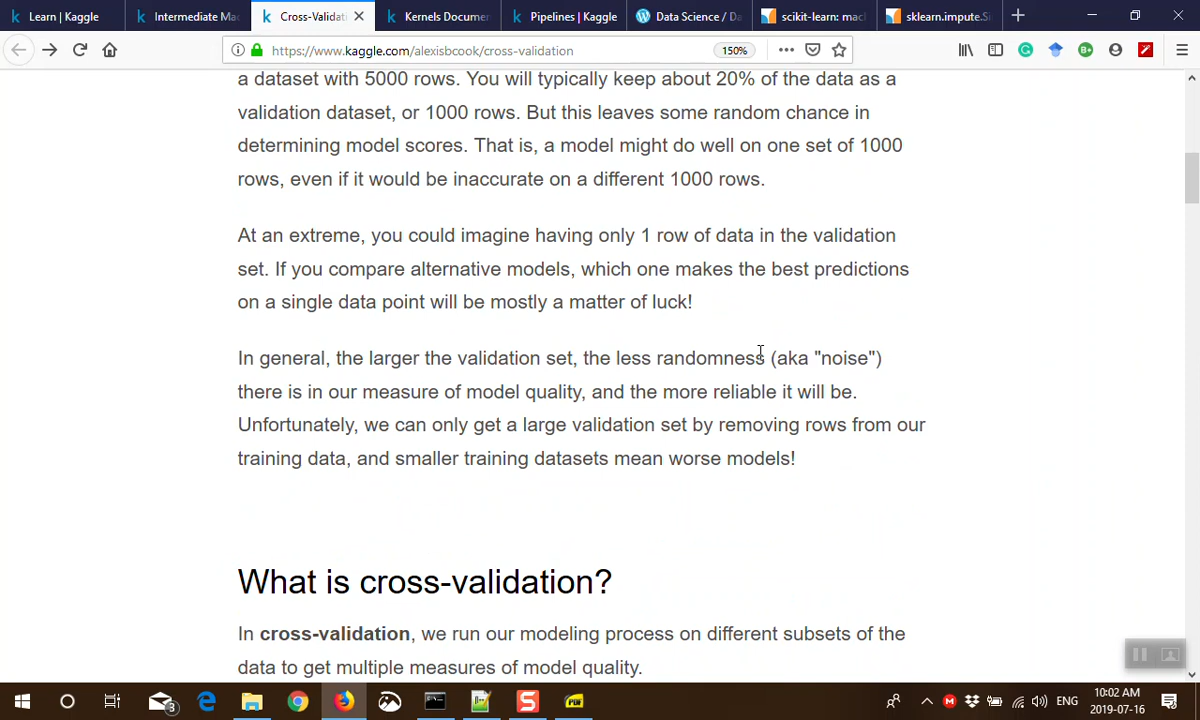 Learn | Kaggle
Intermediate Mac
Cross-Validati
Kernels Documen
Pipelines | Kaggle
Data Science / Da
scikit-learn: mach
sklearn.impute.Si
https://www.kaggle.com/alexisbcook/cross-validation
150%
a dataset with 5000 rows. You will typically keep about 20% of the data as a
validation dataset, or 1000 rows. But this leaves some random chance in
determining model scores. That is, a model might do well on one set of 1000
rows, even if it would be inaccurate on a different 1000 rows.
At an extreme, you could imagine having only 1 row of data in the validation
set. If you compare alternative models, which one makes the best predictions
on a single data point will be mostly a matter of luck!
In general, the larger the validation set, the less randomness (aka "noise")
there is in our measure of model quality, and the more reliable it will be.
Unfortunately, we can only get a large validation set by removing rows from our
training data, and smaller training datasets mean worse models!
What is cross-validation?
In cross-validation, we run our modeling process on different subsets of the
data to get multiple measures of model quality.
3
ENG
10:02 AM
2019-07-16